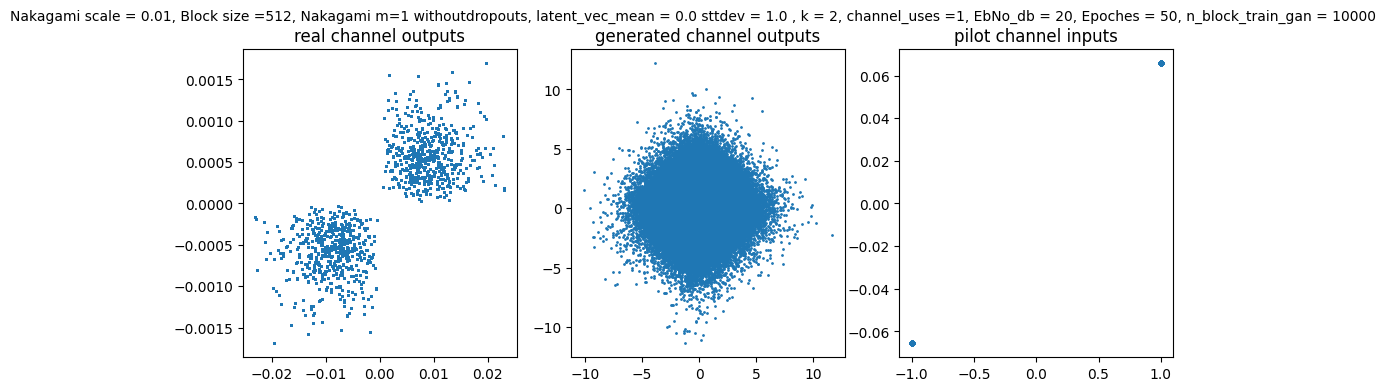 Nakagami scale = 0.01, Block size =512, Nakagami m=1 withoutdropouts, latent_vec_mean = 0.0 sttdev = 1.0 , k = 2, channel_uses =1, EbNo_db = 20, Epoches = 50, n_block_train_gan = 10000
real channel outputs
0.0015
0.0010
0.0005
0.0000
−0.0005
−0.0010
−0.0015
−0.02 −0.01 0.00 0.01 0.02
generated channel outputs
10
5
0
−5
−10
−10 −5 0 5 10
pilot channel inputs
0.06
0.04
0.02
0.00
−0.02
−0.04
−0.06
−1.0 −0.5 0.0 0.5 1.0